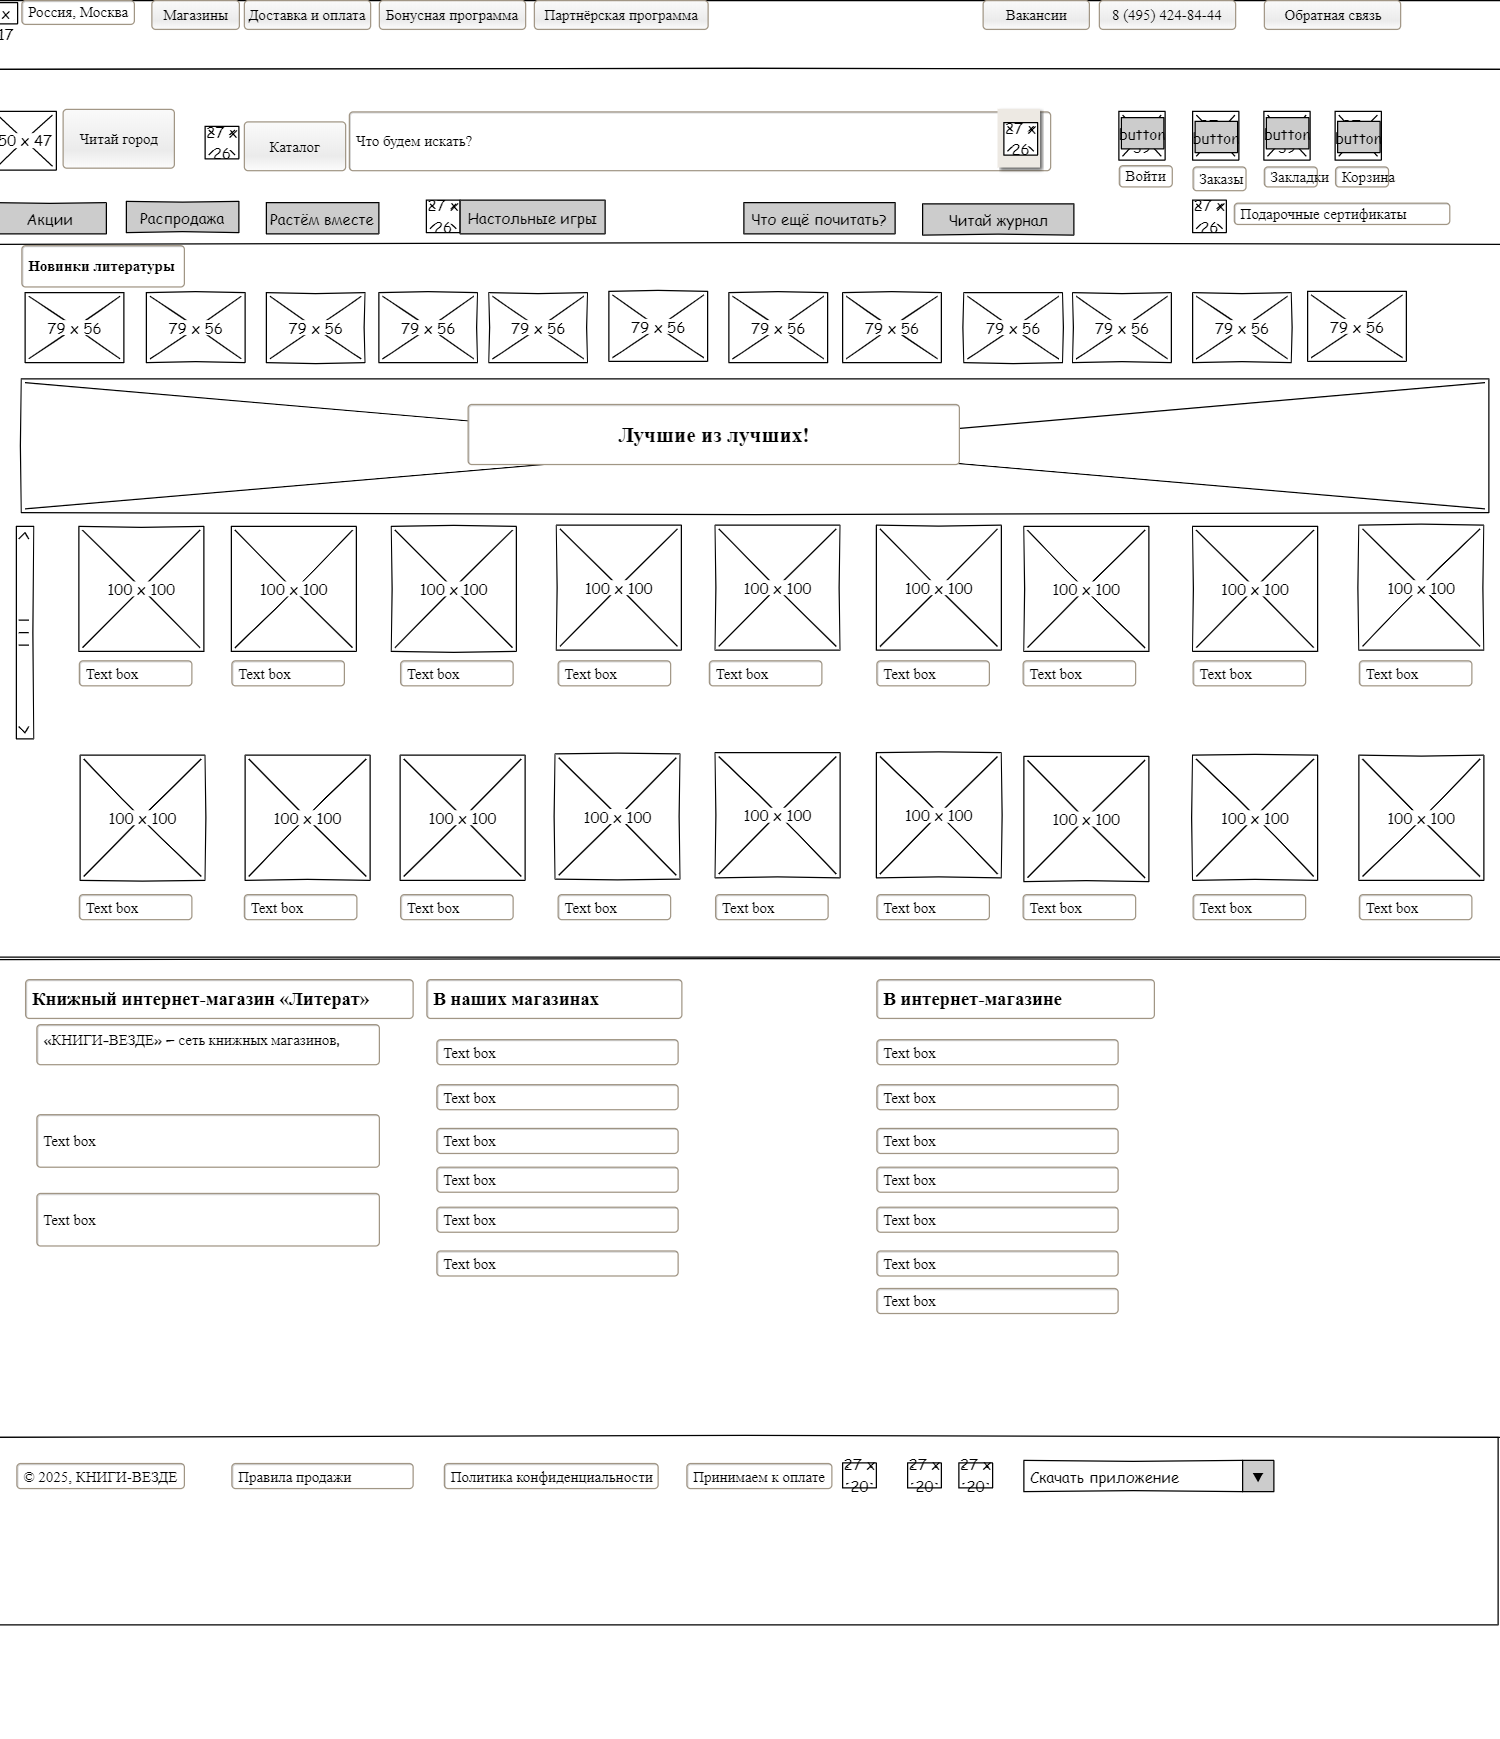 x
17
Россия, Москва
Магазины
Доставка и оплата
Бонусная программа
Партнёрская программа
Вакансии
8 (495) 424-84-44
Обратная связь
50 x 47
Читай город
27 x
26
Каталог
Что будем искать?
27 x
26
button
button
button
button
Войти
Заказы
Закладки
Корзина
Акции
Распродажа
Растём вместе
27 x
26
Настольные игры
Что ещё почитать?
Читай журнал
27 x
26
Подарочные сертификаты
Новинки литературы
79 x 56
79 x 56
79 x 56
79 x 56
79 x 56
79 x 56
79 x 56
79 x 56
79 x 56
79 x 56
79 x 56
79 x 56
Лучшие из лучших!
100 x 100
100 x 100
100 x 100
100 x 100
100 x 100
100 x 100
100 x 100
100 x 100
100 x 100
Text box
Text box
Text box
Text box
Text box
Text box
Text box
Text box
Text box
100 x 100
100 x 100
100 x 100
100 x 100
100 x 100
100 x 100
100 x 100
100 x 100
100 x 100
Text box
Text box
Text box
Text box
Text box
Text box
Text box
Text box
Text box
Книжный интернет-магазин «Литерат»
«КНИГИ-ВЕЗДЕ» – сеть книжных магазинов,
Text box
Text box
В наших магазинах
Text box
Text box
Text box
Text box
Text box
Text box
В интернет-магазине
Text box
Text box
Text box
Text box
Text box
Text box
Text box
© 2025, КНИГИ-ВЕЗДЕ
Правила продажи
Политика конфиденциальности
Принимаем к оплате
27 x
20
27 x
20
27 x
20
Скачать приложение